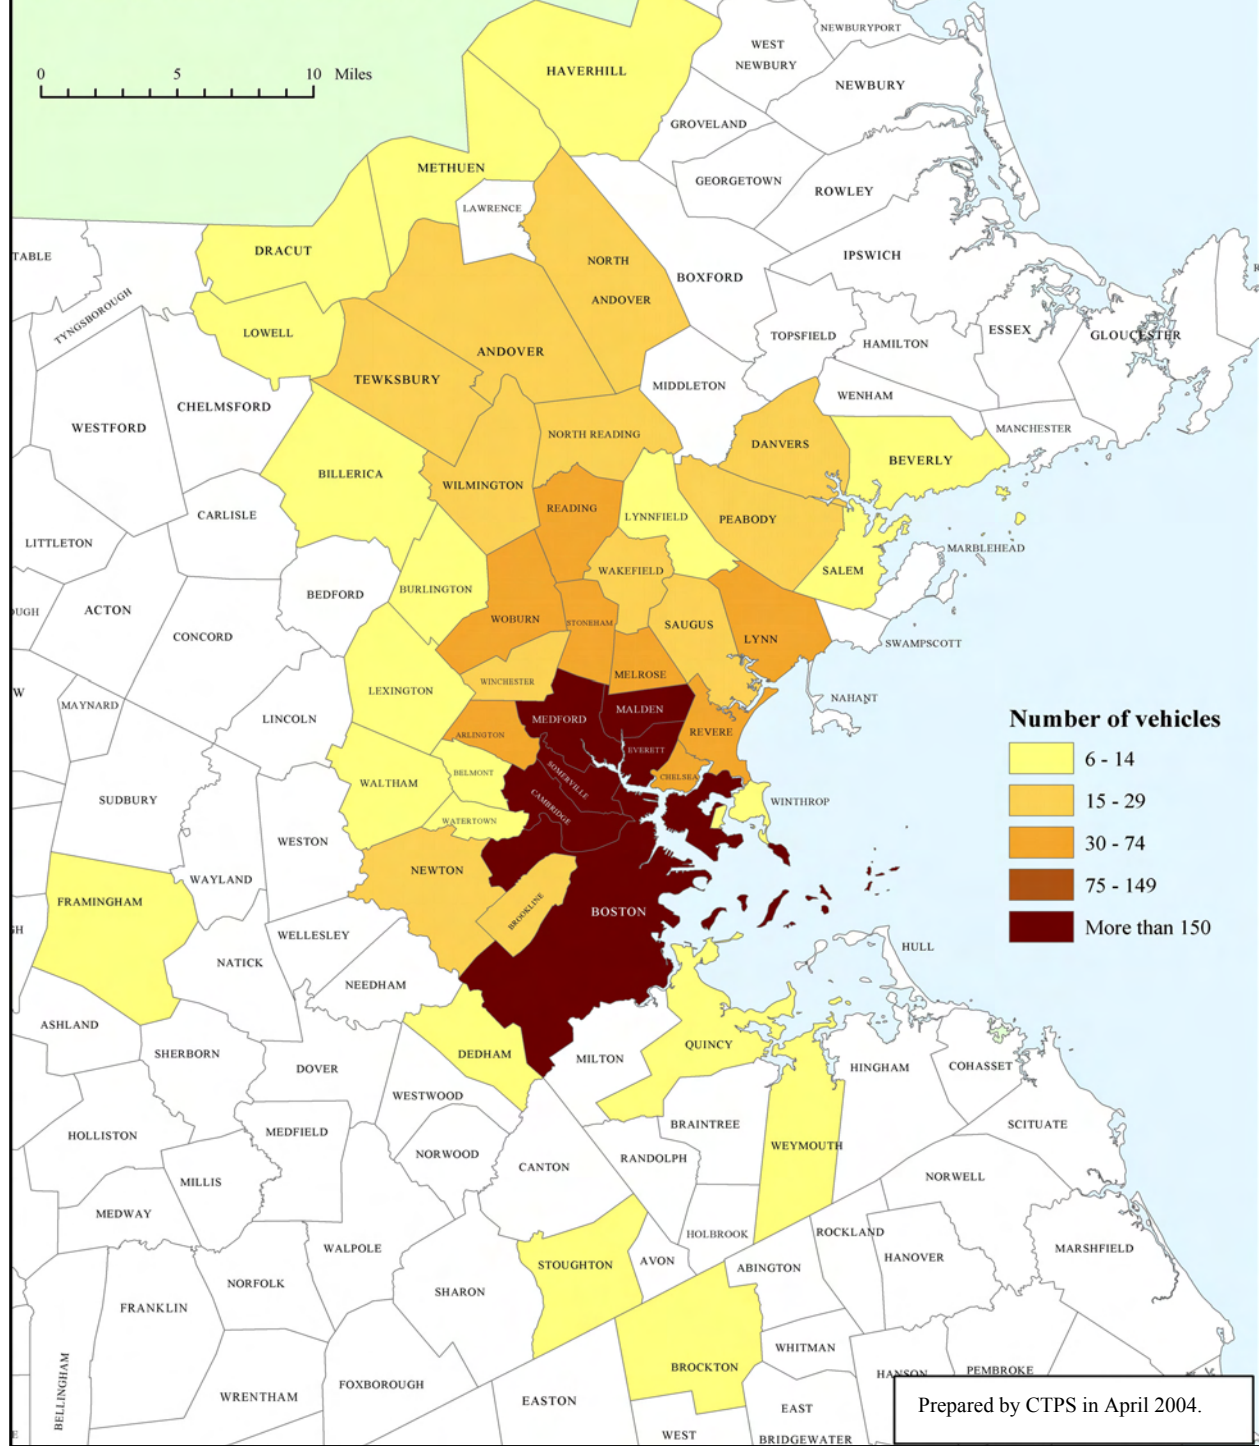 NEWBURYPORT
WEST
NEWBURY
HAVERHILL
0 5 10 Miles
NEWBURY
GROVELAND
METHUEN
GEORGETOWN
ROWLEY
LAWRENCE
DRACUT
TABLE
NORTH
ANDOVER
IPSWICH
BOXFORD
TYNGSBOROUGH
LOWELL
ESSEX
GLOUCESTER
TOPSFIELD
HAMILTON
ANDOVER
TEWKSBURY
MIDDLETON
WENHAM
CHELMSFORD
WESTFORD
MANCHESTER
NORTH READING
DANVERS
BEVERLY
BILLERICA
WILMINGTON
READING
CARLISLE
LYNNFIELD
PEABODY
LITTLETON
MARBLEHEAD
WAKEFIELD
SALEM
BURLINGTON
BEDFORD
OUGH
ACTON
WOBURN
STONEHAM
SAUGUS
CONCORD
LYNN
SWAMPSCOTT
WINCHESTER
MELROSE
LEXINGTON
W
MAYNARD
NAHANT
LINCOLN
MEDFORD
MALDEN
ARLINGTON
REVERE
EVERETT
Number of vehicles
6 - 14
15 - 29
30 - 74
75 - 149
More than 150
BELMONT
CHELSEA
SOMERVILLE
WALTHAM
SUDBURY
CAMBRIDGE
WINTHROP
WATERTOWN
WESTON
NEWTON
WAYLAND
FRAMINGHAM
BROOKLINE
BOSTON
GH
WELLESLEY
HULL
NATICK
NEEDHAM
ASHLAND
QUINCY
SHERBORN
DEDHAM
MILTON
DOVER
HINGHAM
COHASSET
WESTWOOD
BRAINTREE
SCITUATE
HOLLISTON
MEDFIELD
WEYMOUTH
NORWOOD
RANDOLPH
CANTON
NORWELL
MILLIS
MEDWAY
HOLBROOK
ROCKLAND
WALPOLE
AVON
STOUGHTON
ABINGTON
HANOVER
MARSHFIELD
NORFOLK
SHARON
FRANKLIN
WHITMAN
BROCKTON
HANSON
PEMBROKE
BELLINGHAM
FOXBOROUGH
WRENTHAM
EASTON
EAST
BRIDGEWATER
WEST
Prepared by CTPS in April 2004.